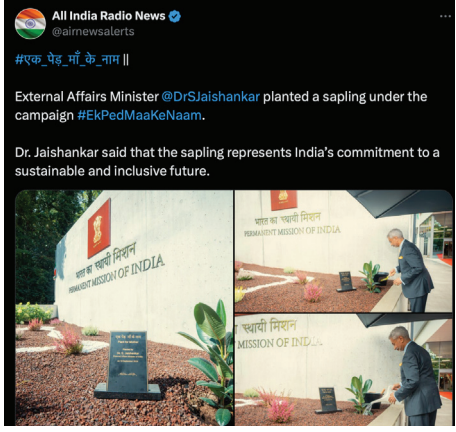 All India Radio News
@airnewsalerts
#एक_पेड़_माँ_के_नाम ||
External Affairs Minister @DrSJaishankar planted a sapling under the
campaign #EkPedMaaKeNaam.
Dr. Jaishankar said that the sapling represents India’s commitment to a
sustainable and inclusive future.
भारत का स्थायी मिशन
PERMANENT MISSION OF INDIA
भारत का स्थायी मिशन
PERMANENT MISSION OF INDIA
स्थायी मिशन
MISSION OF